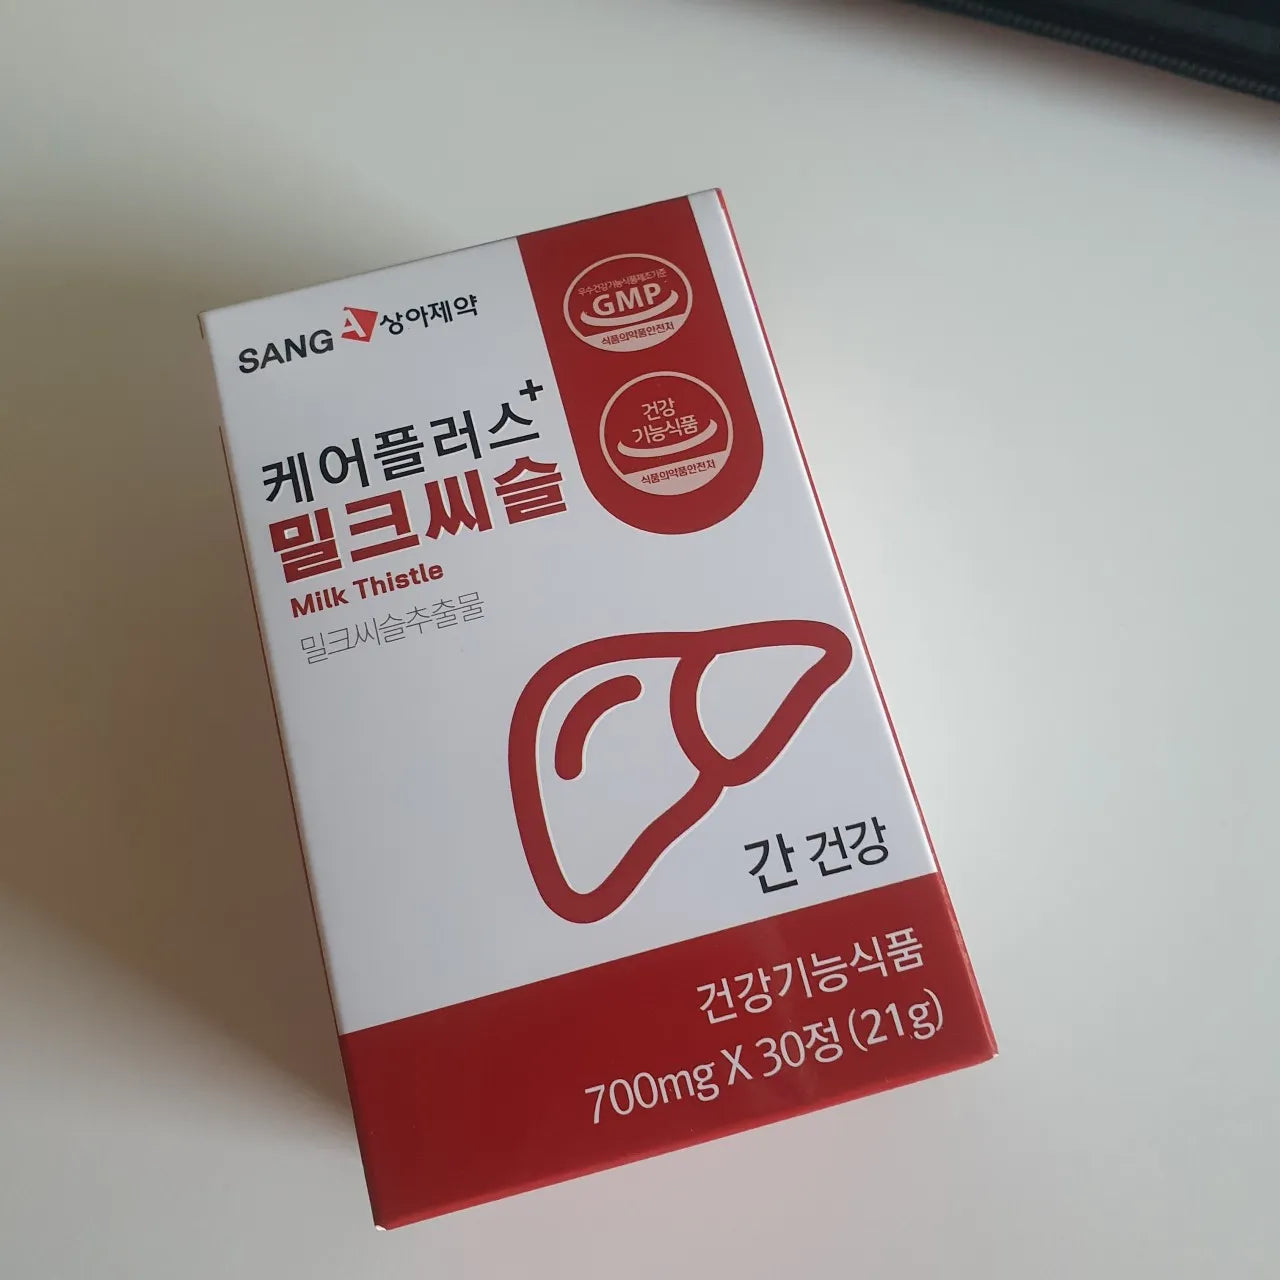 SANG A 상아제약
케어플러스+
밀크씨슬
Milk Thistle
밀크씨슬추출물
우수건강기능식품제조기준
GMP
식품의약품안전처
건강
기능식품
식품의약품안전처
간 건강
건강기능식품
700mg X 30정 (21g)